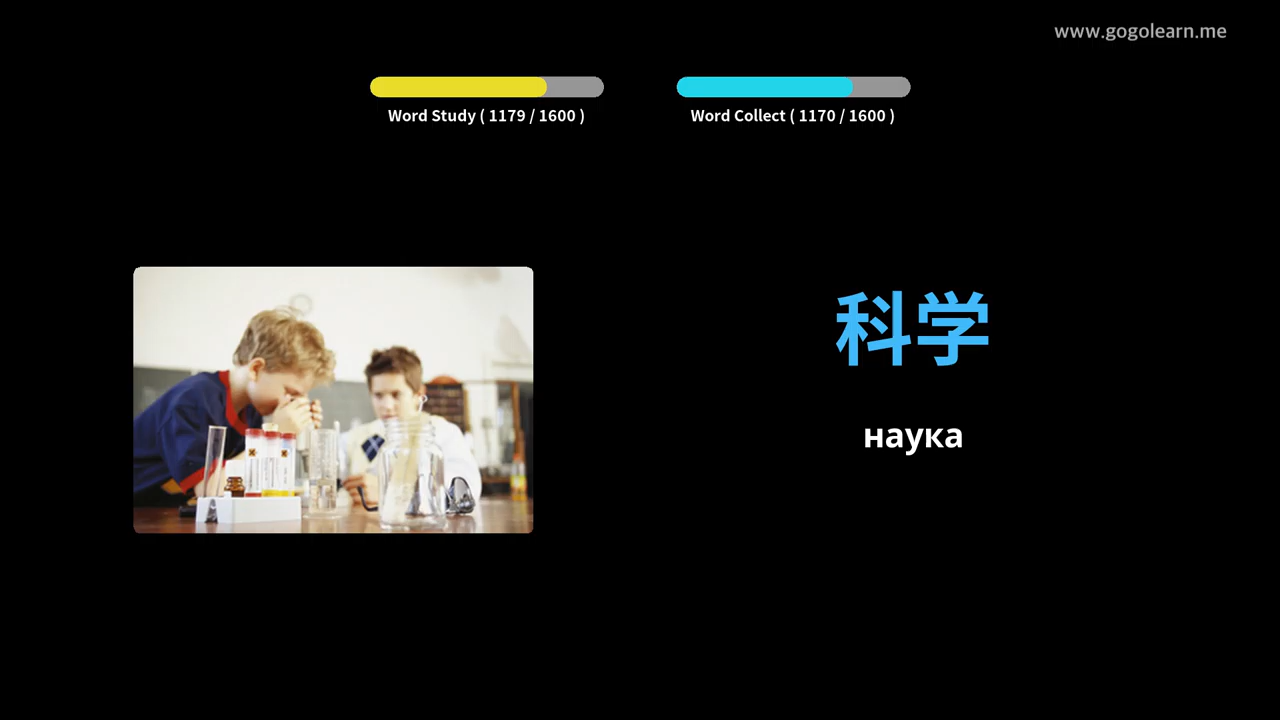 www.gogolearn.me
Word Study ( 1179 / 1600 )
Word Collect ( 1170 / 1600 )
科学
наука